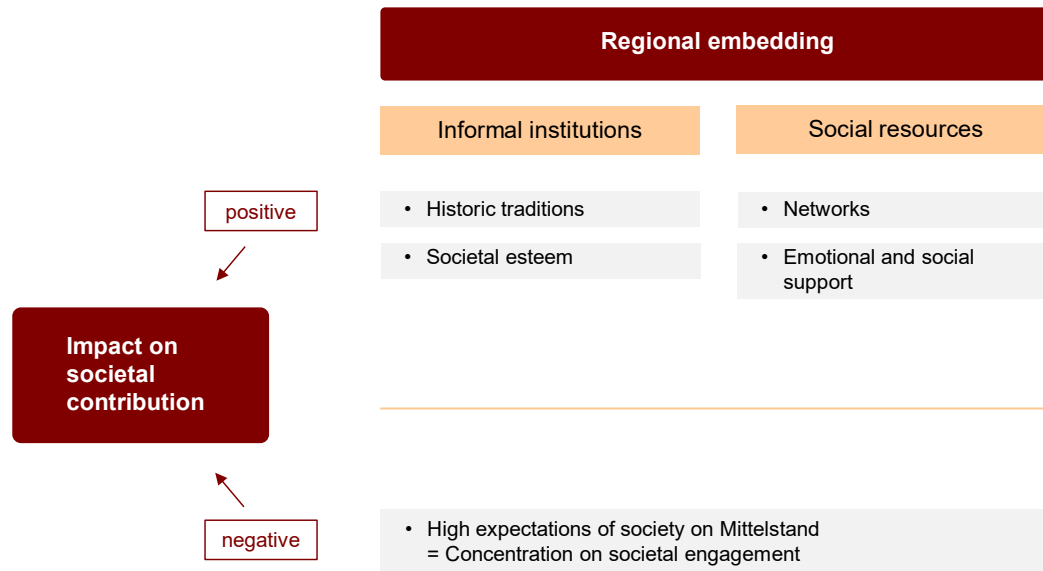 Regional embedding
Informal institutions
Social resources
positive
• Historic traditions
• Networks
• Societal esteem
• Emotional and social
support
Impact on
societal
contribution
negative
• High expectations of society on Mittelstand
= Concentration on societal engagement